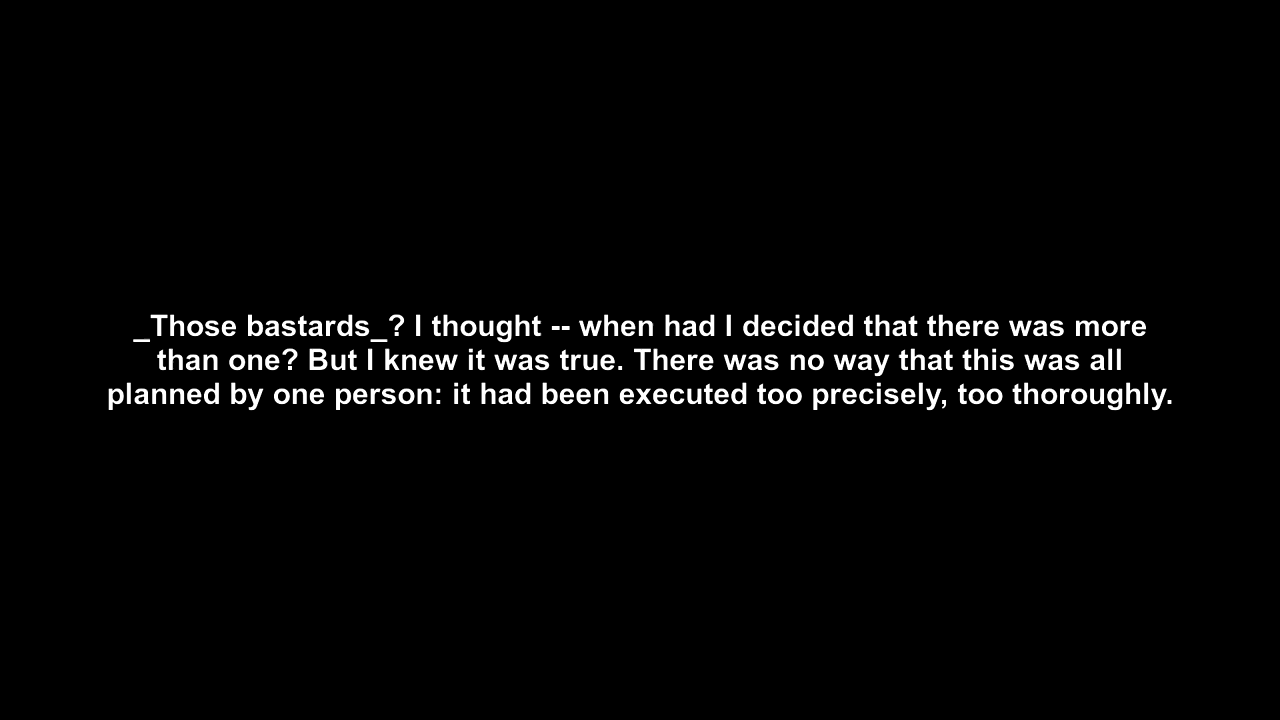 _Those bastards_? I thought -- when had I decided that there was more
than one? But I knew it was true. There was no way that this was all
planned by one person: it had been executed too precisely, too thoroughly.